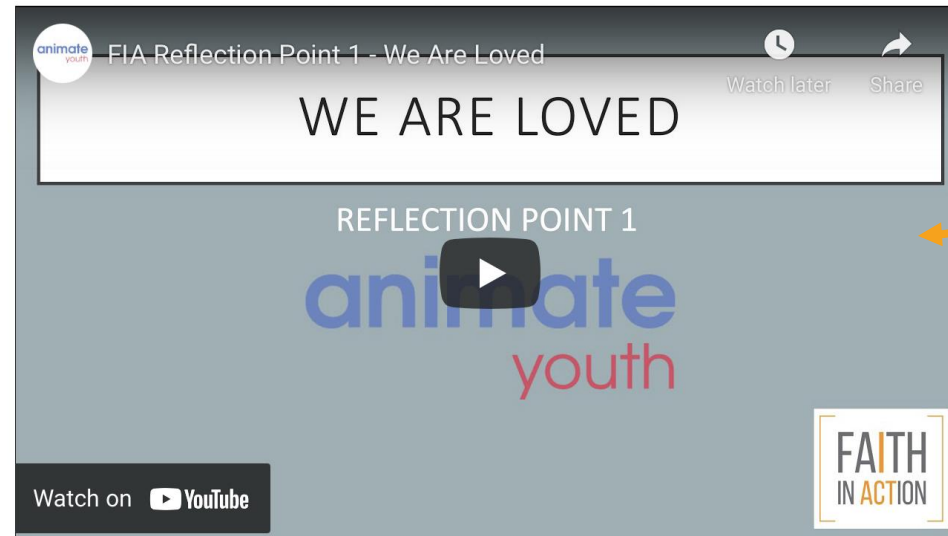 animate
youth
FIA Reflection Point 1 - We Are Loved
Watch later
Share
WE ARE LOVED
REFLECTION POINT 1
animate
youth
FAITH
IN ACTION
Watch on YouTube